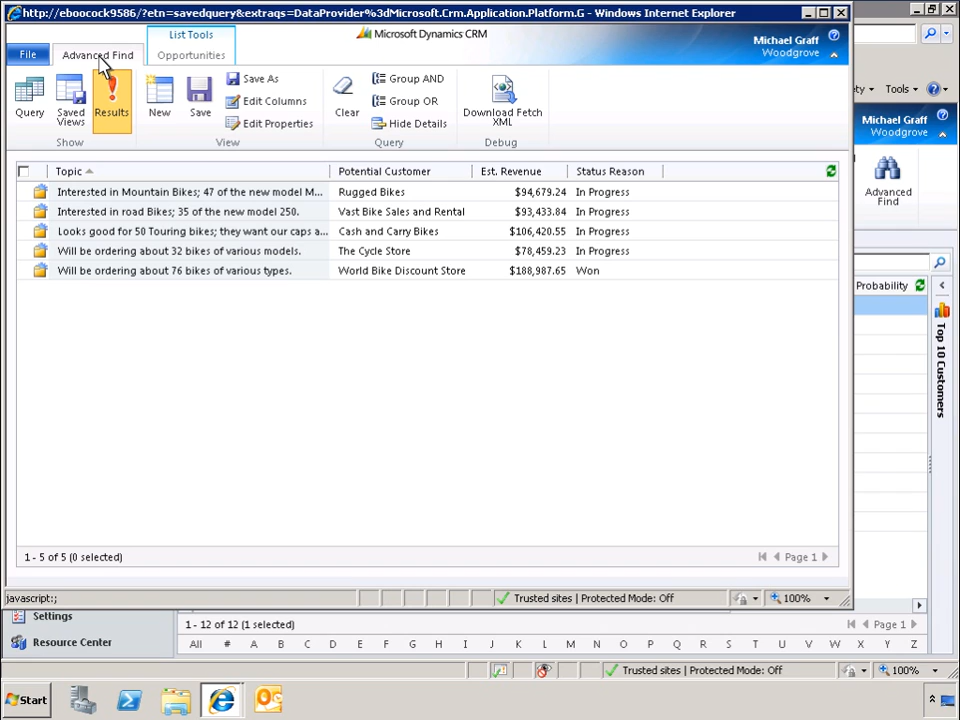 http://eboocock9586/?etn=savedquery&extraqs=DataProvider%3dMicrosoft.Crm.Application.Platform.G - Windows Internet Explorer
List Tools
Microsoft Dynamics CRM
Michael Graff
Woodgrove
File
Advanced Find
Opportunities
Query
Saved Views
Results
New
Save
Save As
Edit Columns
Edit Properties
Clear
Group AND
Group OR
Hide Details
Download Fetch XML
Show
View
Query
Debug
Tools
Michael Graff
Woodgrove
Advanced Find
Topic Potential Customer Est. Revenue Status Reason
Interested in Mountain Bikes; 47 of the new model M... Rugged Bikes $94,679.24 In Progress
Interested in road Bikes; 35 of the new model 250. Vast Bike Sales and Rental $93,433.84 In Progress
Looks good for 50 Touring bikes; they want our caps a... Cash and Carry Bikes $106,420.55 In Progress
Will be ordering about 32 bikes of various models. The Cycle Store $78,459.23 In Progress
Will be ordering about 76 bikes of various types. World Bike Discount Store $188,987.65 Won
Probability
Top 10 Customers
1 - 5 of 5 (0 selected) Page 1
javascript:; Trusted sites | Protected Mode: Off 100%
Settings
Resource Center
1 - 12 of 12 (1 selected) Page 1
All # A B C D E F G H I J K L M N O P Q R S T U V W X Y Z
Trusted sites | Protected Mode: Off 100%
Start